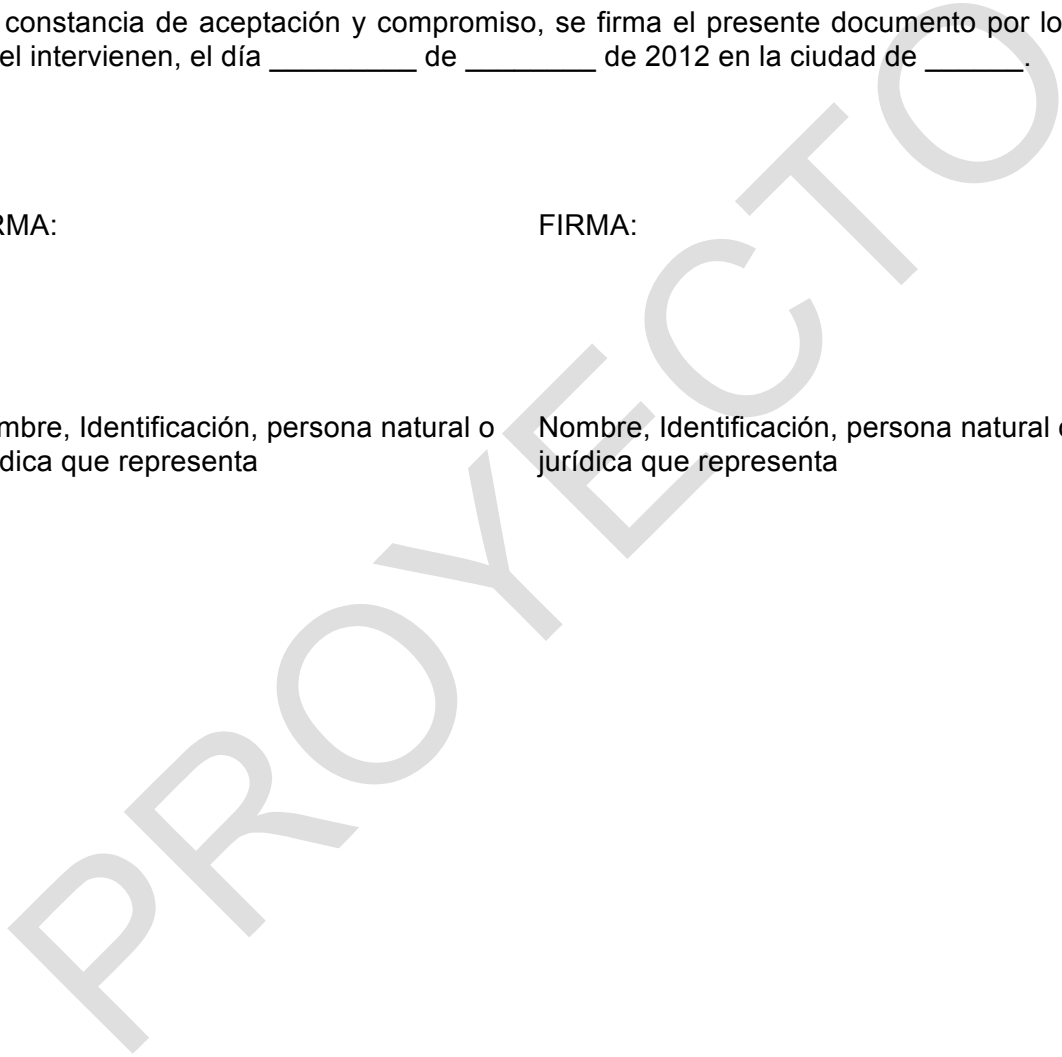 constancia de aceptación y compromiso, se firma el presente documento por lo
el intervienen, el día _________ de ________ de 2012 en la ciudad de ______.
RMA: FIRMA:
mbre, Identificación, persona natural o Nombre, Identificación, persona natural
dica que representa jurídica que representa
PROYECTO